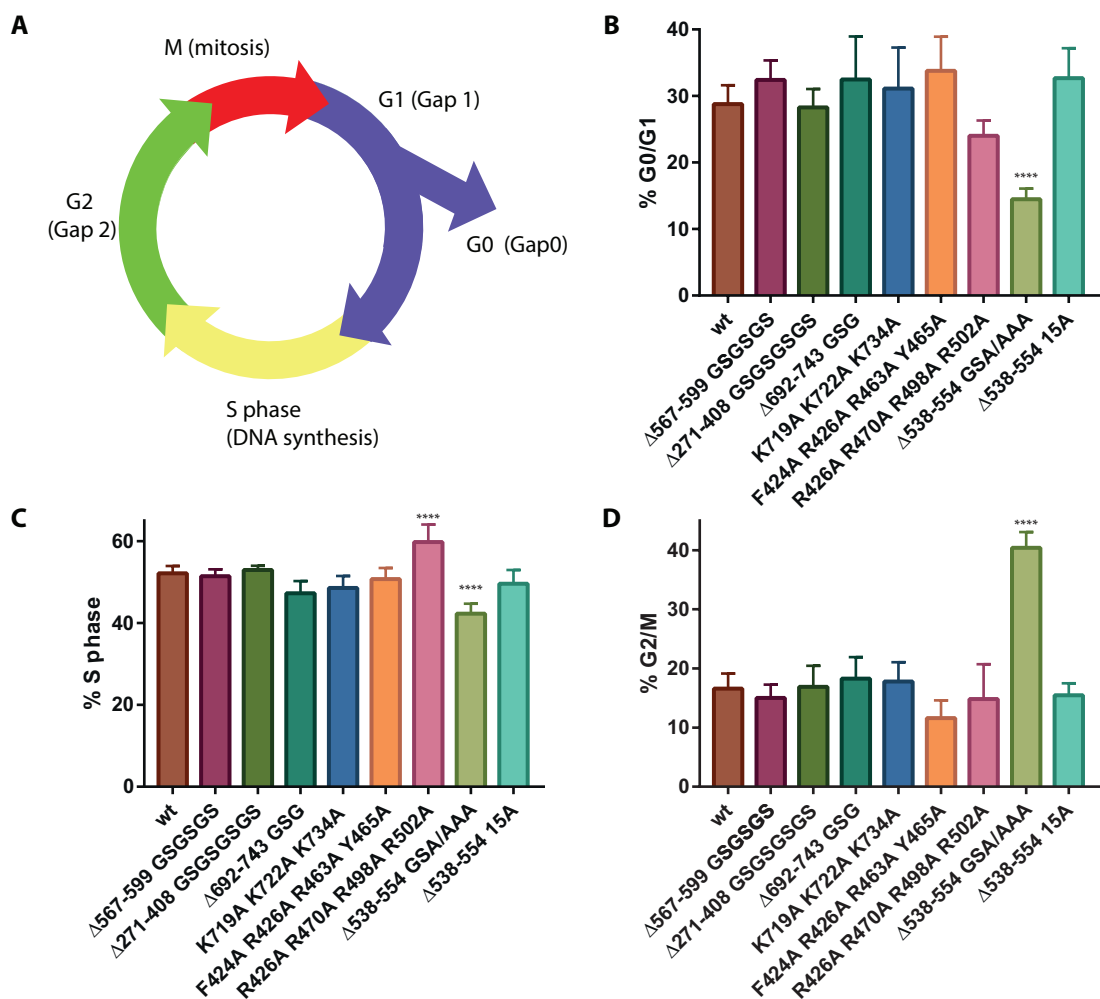 A
M (mitosis)
G1 (Gap 1)
G2
(Gap 2)
G0  (Gap0)
S phase
(DNA synthesis)
B
% G0/G1
40
30
20
10
0
****
wt
Δ567-599 GSGSGS
Δ271-408 GSGSGSGS
Δ692-743 GSG
K719A K722A K734A
F424A R426A R463A Y465A
R426A R470A R498A R502A
Δ538-554 GSA/AAA
Δ538-554 15A
C
% S phase
60
40
20
0
****
****
wt
Δ567-599 GSGSGS
Δ271-408 GSGSGSGS
Δ692-743 GSG
K719A K722A K734A
F424A R426A R463A Y465A
R426A R470A R498A R502A
Δ538-554 GSA/AAA
Δ538-554 15A
D
% G2/M
40
30
20
10
0
****
wt
Δ567-599 GSGSGS
Δ271-408 GSGSGSGS
Δ692-743 GSG
K719A K722A K734A
F424A R426A R463A Y465A
R426A R470A R498A R502A
Δ538-554 GSA/AAA
Δ538-554 15A